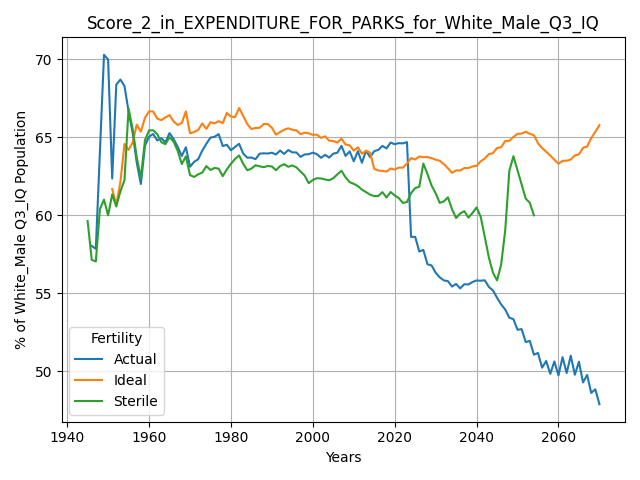 Score_2_in_EXPENDITURE_FOR_PARKS_for_White_Male_Q3_IQ
% of White_Male Q3_IQ Population
70
65
60
55
50
Fertility
Actual
Ideal
Sterile
1940 1960 1980 2000 2020 2040 2060
Years